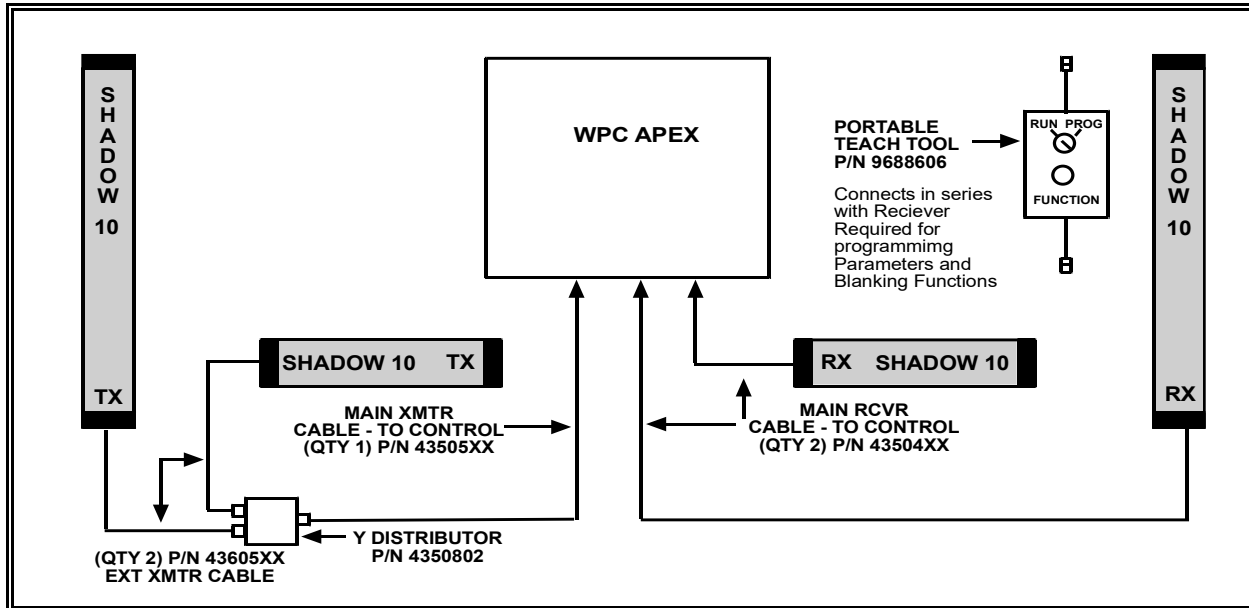 SHADOW 10
TX
WPC APEX
PORTABLE
TEACH TOOL
P/N 9688606
Connects in series
with Reciever
Required for
programmimg
Parameters and
Blanking Functions
RUN PROG
FUNCTION
SHADOW 10
RX
SHADOW 10 TX
RX SHADOW 10
MAIN XMTR
CABLE - TO CONTROL
(QTY 1) P/N 43505XX
MAIN RCVR
CABLE - TO CONTROL
(QTY 2) P/N 43504XX
Y DISTRIBUTOR
P/N 4350802
(QTY 2) P/N 43605XX
EXT XMTR CABLE